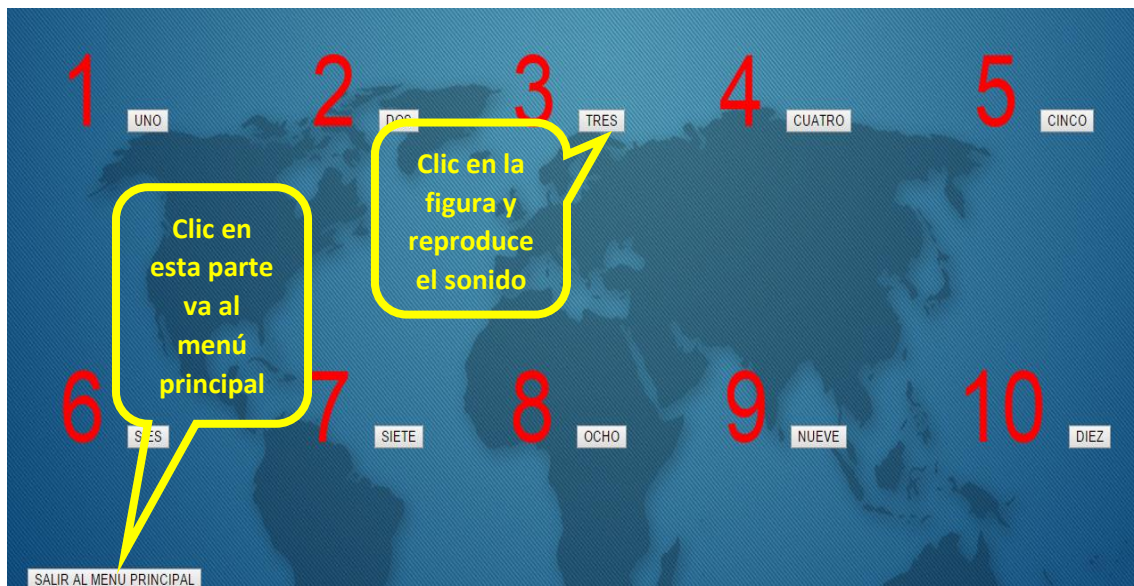 1 UNO
2 DOS
3 TRES
4 CUATRO
5 CINCO
Clic en la
figura y
reproduce
el sonido
Clic en
esta parte
va al
menú
principal
6
7 SIETE
8 OCHO
9 NUEVE
10 DIEZ
SALIR AL MENU PRINCIPAL